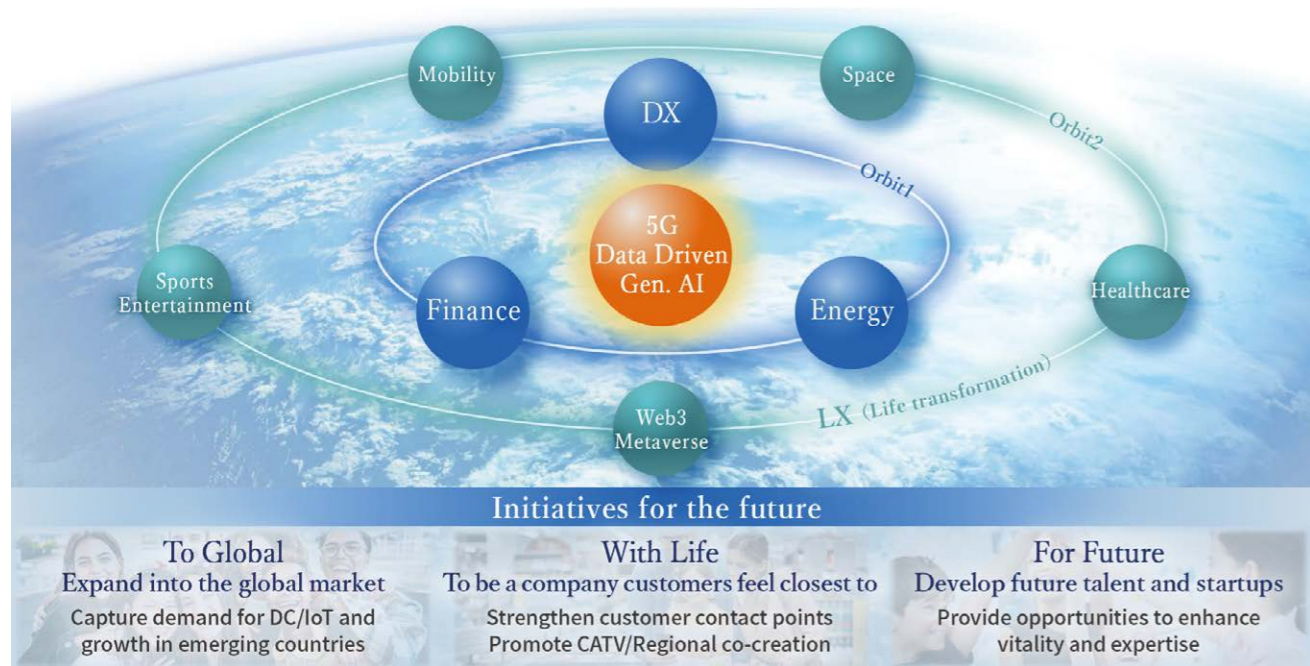 Mobility
Space
DX
Orbit2
Orbit1
5G
Data Driven
Gen. AI
Sports
Entertainment
Finance
Energy
Healthcare
Web3
Metaverse
LX (Life transformation)
Initiatives for the future
To Global
Expand into the global market
Capture demand for DC/IoT and
growth in emerging countries
With Life
To be a company customers feel closest to
Strengthen customer contact points
Promote CATV/Regional co-creation
For Future
Develop future talent and startups
Provide opportunities to enhance
vitality and expertise